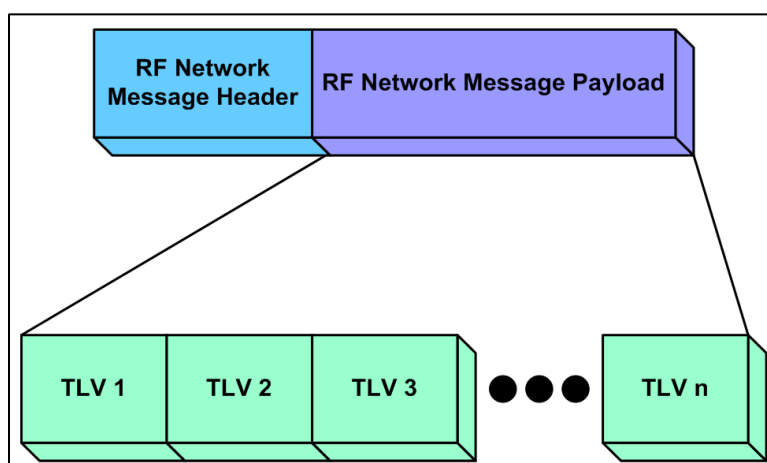 RF Network
Message Header
RF Network Message Payload
TLV 1
TLV 2
TLV 3
TLV n